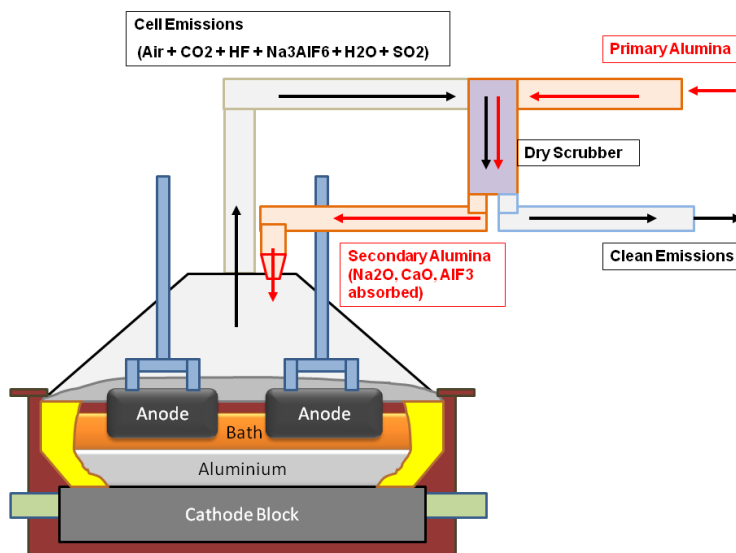 Cell Emissions
(Air + CO2 + HF + Na3AlF6 + H2O + SO2)
Primary Alumina
Dry Scrubber
Secondary Alumina
(Na2O, CaO, AlF3
absorbed)
Clean Emissions
Anode
Anode
Bath
Aluminium
Cathode Block